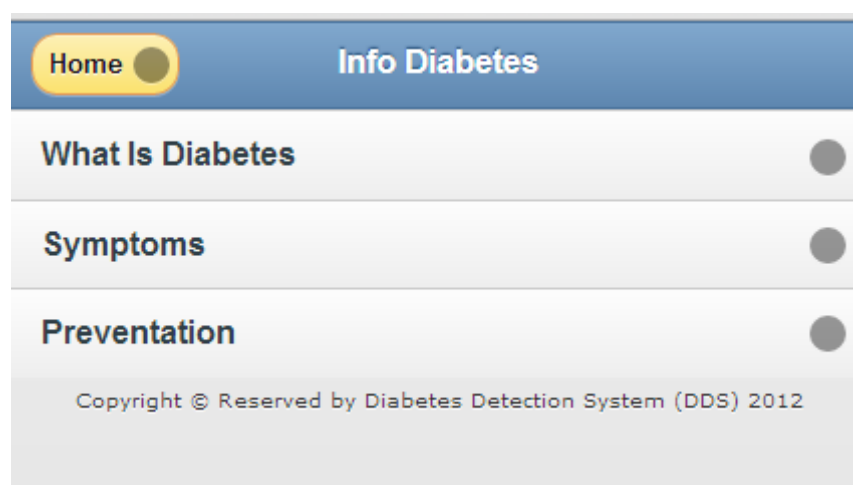 Home
Info Diabetes
What Is Diabetes
Symptoms
Preventation
Copyright © Reserved by Diabetes Detection System (DDS) 2012